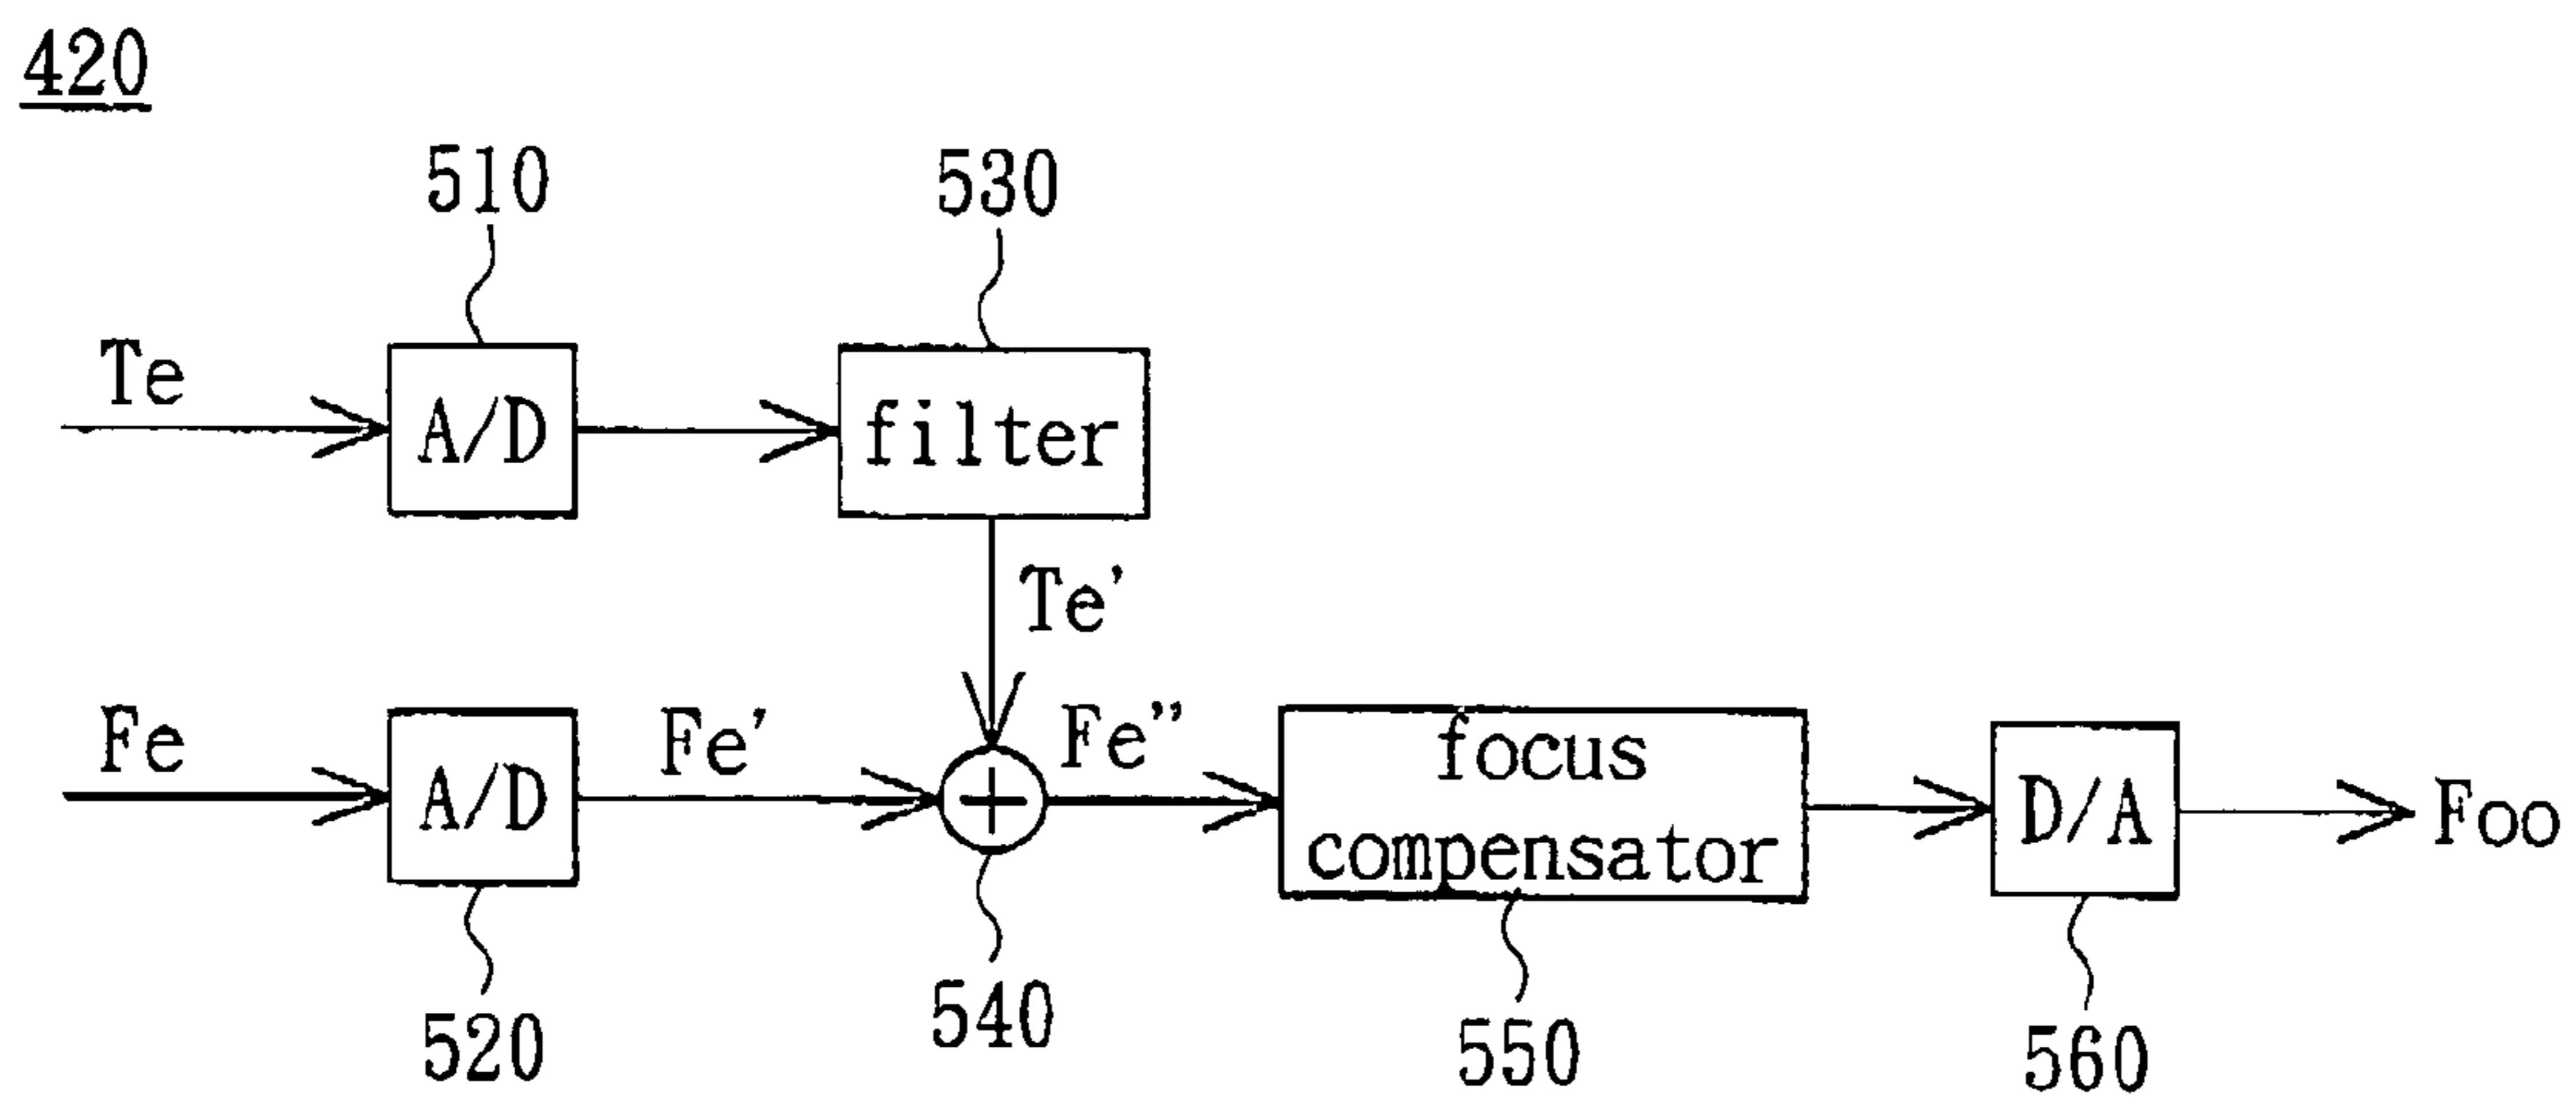 420
510
530
Te
A/D
filter
Te'
Fe
A/D
Fe'
+
Fe''
focus
compensator
D/A
Foo
520
540
550
560